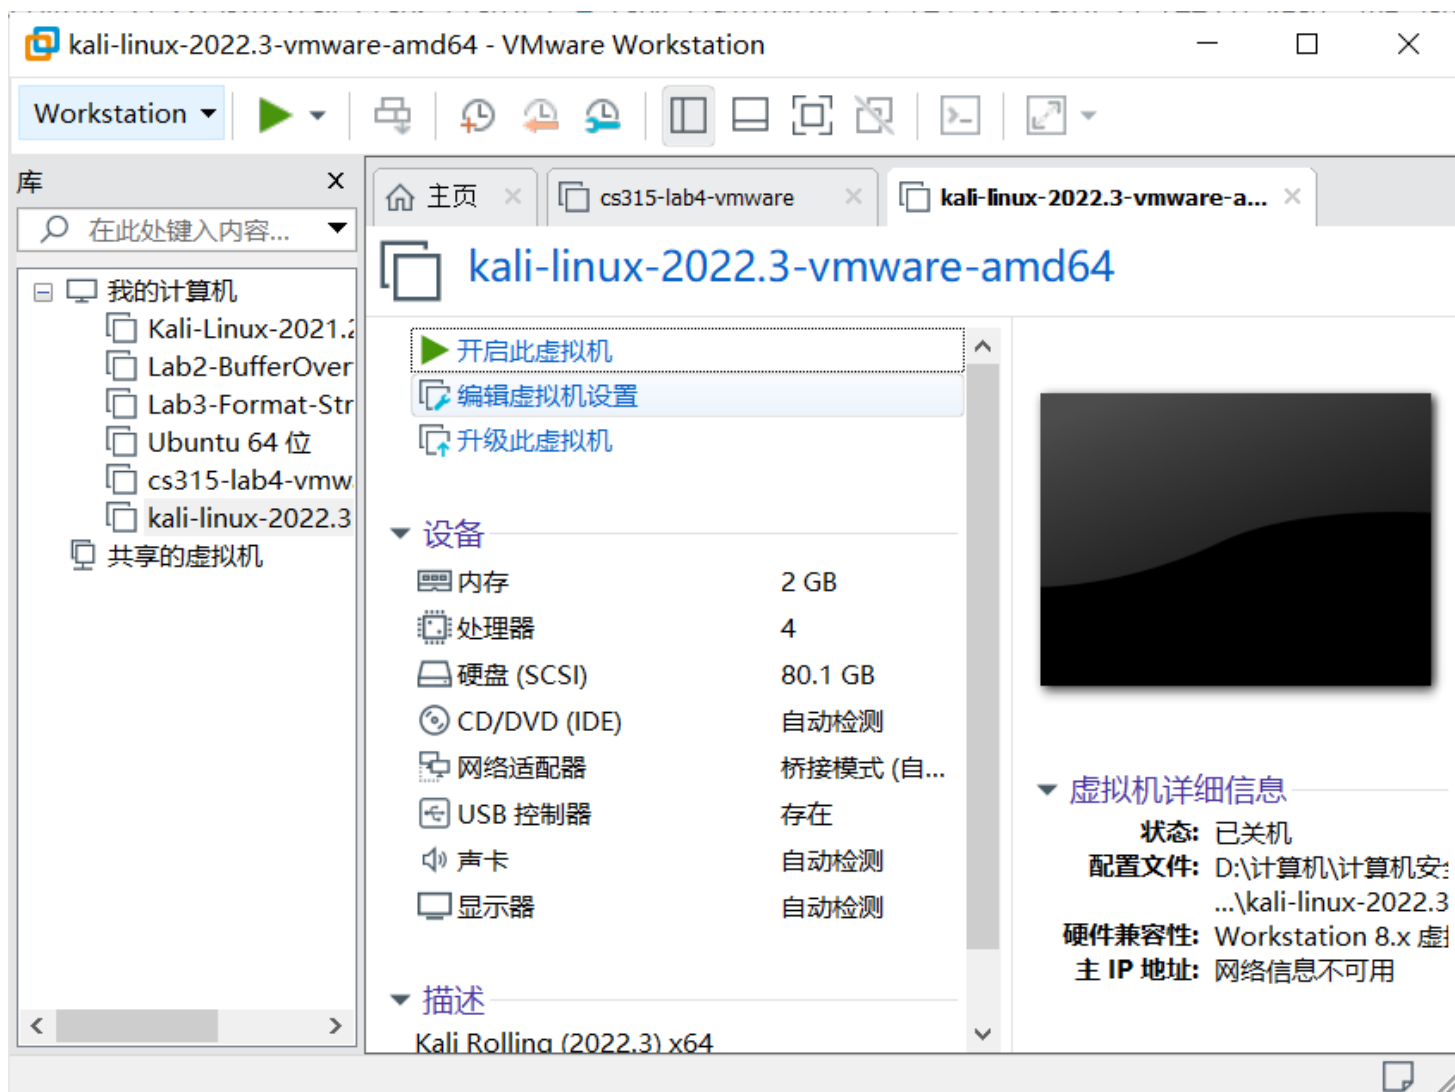 kali-linux-2022.3-vmware-amd64 - VMware Workstation
Workstation
库
在此处键入内容...
我的计算机
Kali-Linux-2021.2
Lab2-BufferOver
Lab3-Format-Str
Ubuntu 64 位
cs315-lab4-vmw
kali-linux-2022.3
共享的虚拟机
主页
cs315-lab4-vmware
kali-linux-2022.3-vmware-a...
kali-linux-2022.3-vmware-amd64
开启此虚拟机
编辑虚拟机设置
升级此虚拟机
设备
内存 2 GB
处理器 4
硬盘 (SCSI) 80.1 GB
CD/DVD (IDE) 自动检测
网络适配器 桥接模式 (自...
USB 控制器 存在
声卡 自动检测
显示器 自动检测
描述
Kali Rolling (2022.3) x64
虚拟机详细信息
状态: 已关机
配置文件: D:\计算机\计算机安
...\kali-linux-2022.3
硬件兼容性: Workstation 8.x 虚
主 IP 地址: 网络信息不可用